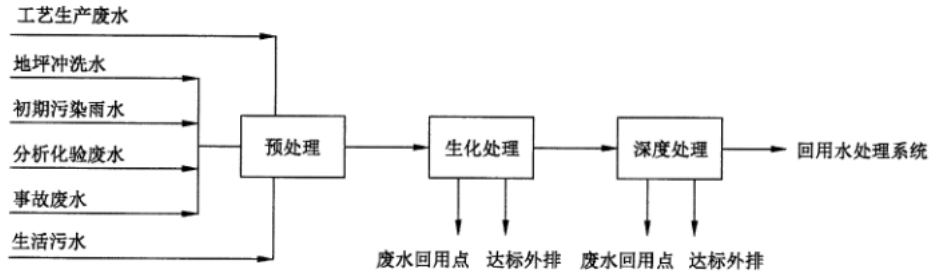 工艺生产废水
地坪冲洗水
初期污染雨水
分析化验废水
事故废水
生活污水
预处理
生化处理
深度处理
回用水处理系统
废水回用点
达标外排
废水回用点
达标外排